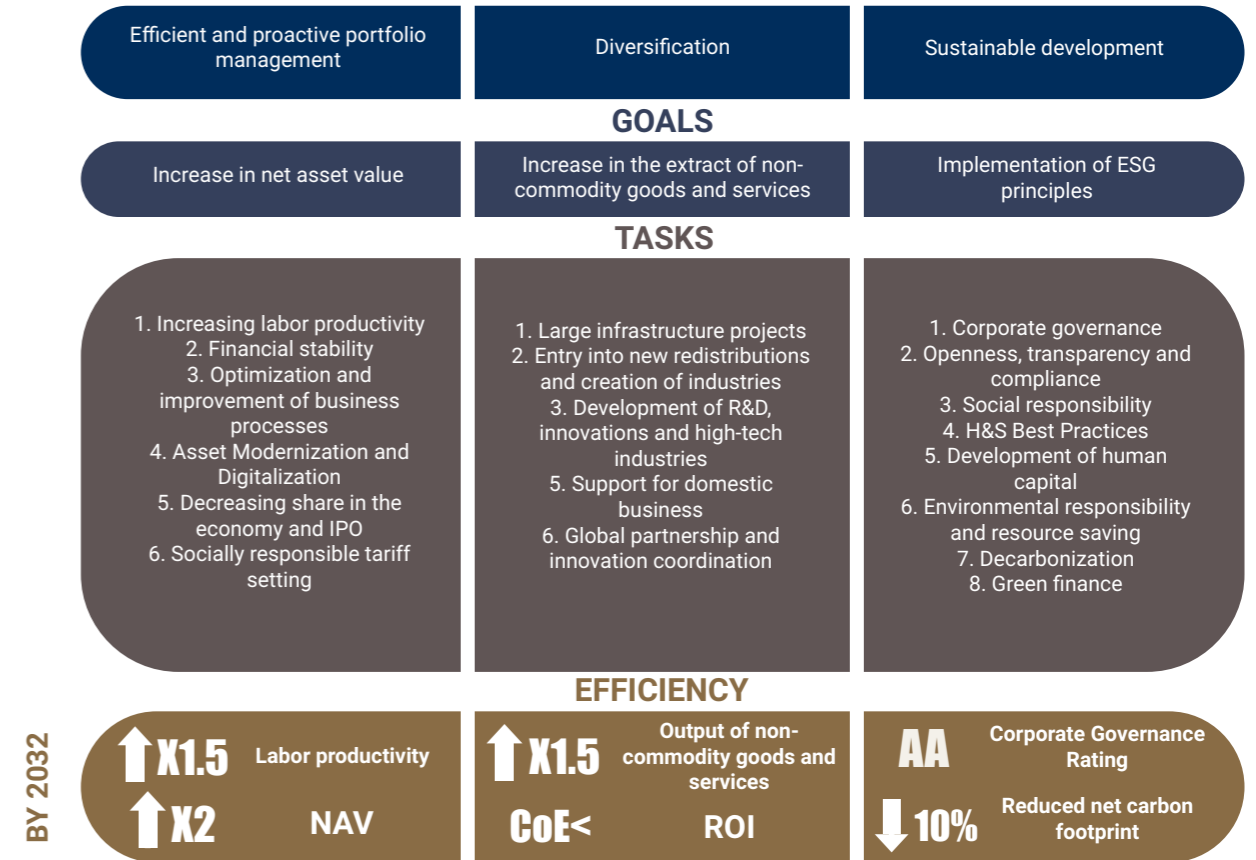 Efficient and proactive portfolio
management
Diversification
Sustainable development
GOALS
Increase in net asset value
Increase in the extract of non-
commodity goods and services
Implementation of ESG
principles
TASKS
1. Increasing labor productivity
2. Financial stability
3. Optimization and
improvement of business
processes
4. Asset Modernization and
Digitalization
5. Decreasing share in the
economy and IPO
6. Socially responsible tariff
setting
1. Large infrastructure projects
2. Entry into new redistributions
and creation of industries
3. Development of R&D,
innovations and high-tech
industries
5. Support for domestic
business
6. Global partnership and
innovation coordination
1. Corporate governance
2. Openness, transparency and
compliance
3. Social responsibility
4. H&S Best Practices
5. Development of human
capital
6. Environmental responsibility
and resource saving
7. Decarbonization
8. Green finance
EFFICIENCY
BY 2032
X1.5
Labor productivity
X2
NAV
X1.5
Output of non-
commodity goods and
services
CoE<
ROI
AA
Corporate Governance
Rating
10%
Reduced net carbon
footprint